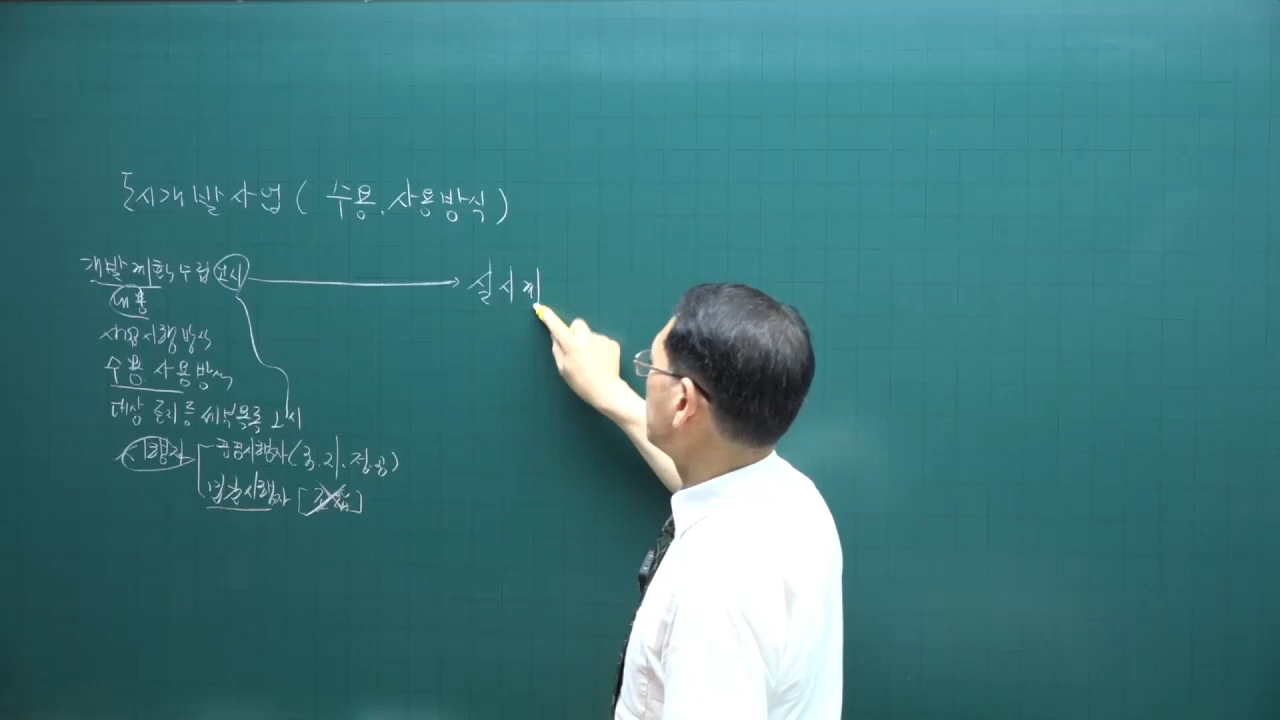 도시개발사업( 수용.사용방식)
개발계획수립 고시 → 실시계
내용
사업시행방식
수용.사용방식
대상 토지 등 세부목록 고시
시행자 공공시행자(국.지.정.공)
민간시행자 [조합]